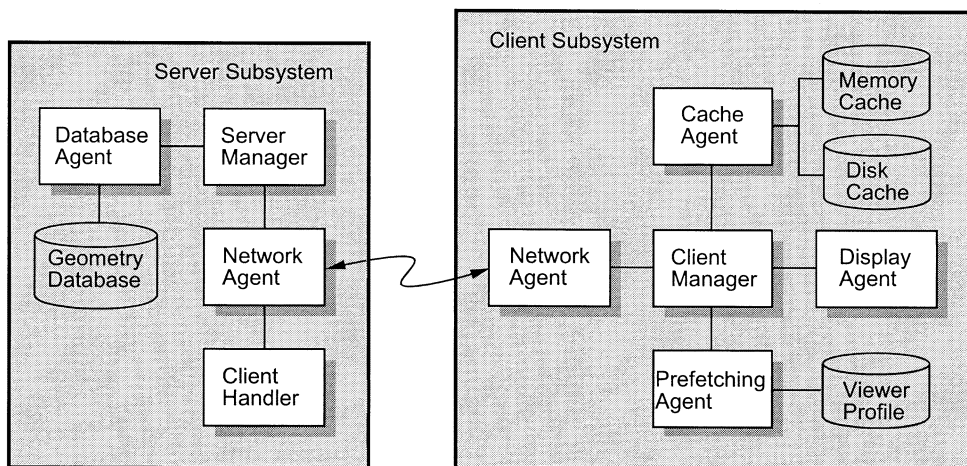 Server Subsystem
Database
Agent
Server
Manager
Geometry
Database
Network
Agent
Client
Handler
Client Subsystem
Cache
Agent
Memory
Cache
Disk
Cache
Network
Agent
Client
Manager
Display
Agent
Prefetching
Agent
Viewer
Profile